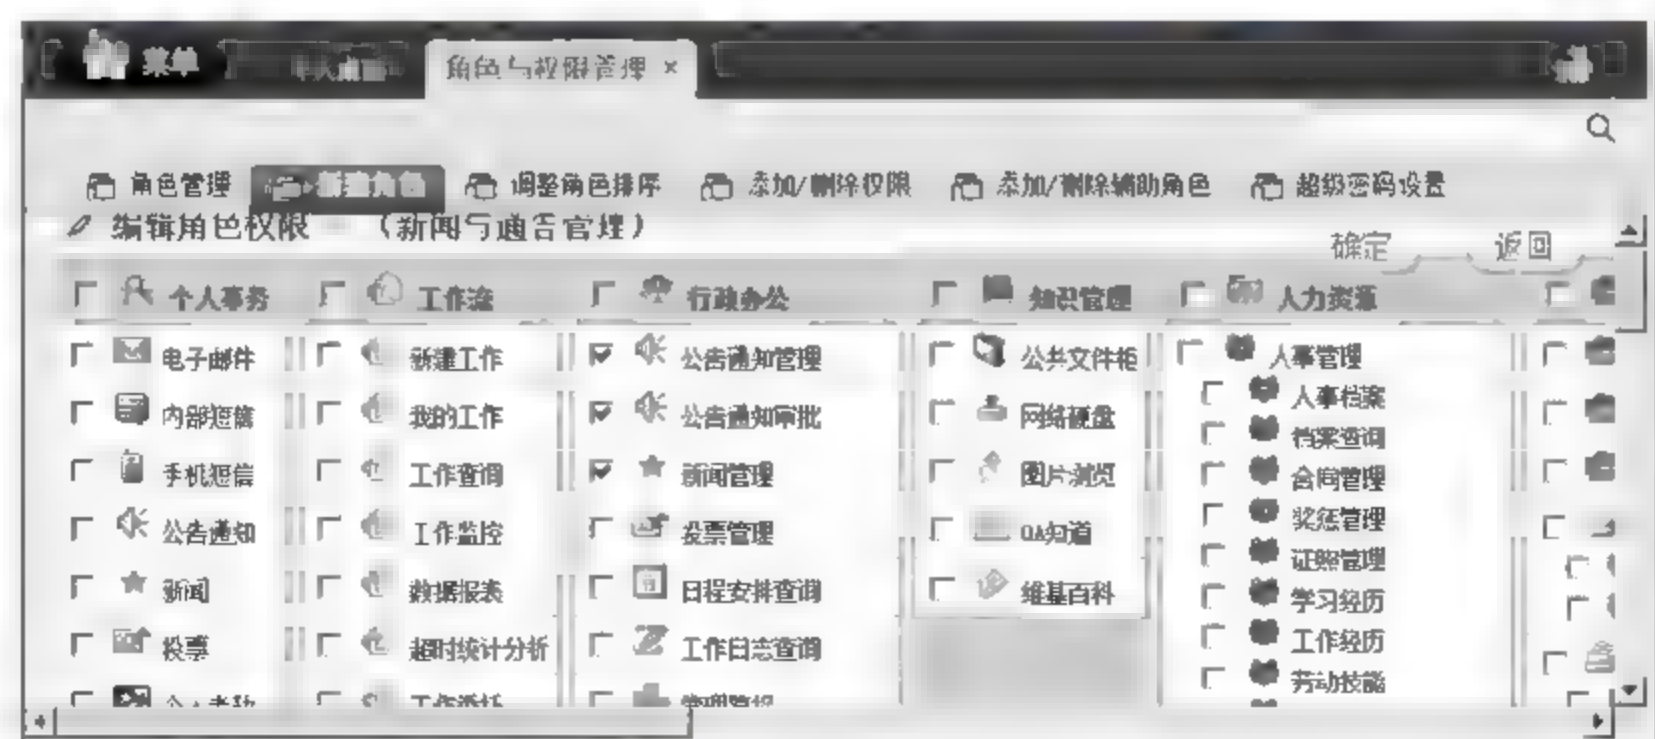 菜单 角色与权限管理 ×
角色管理 新建角色 调整角色排序 添加/删除权限 添加/删除辅助角色 超级密码设置
编辑角色权限 （新闻与通告管理）
确定 返回
个人事务 工作流 行政办公 知识管理 人力资源
电子邮件 新建工作 公告通知管理 公共文件柜 人事管理
人事档案
内部短信 我的工作 公告通知审批 网络硬盘
档案查询
手机短信 工作查询 新闻管理 图片浏览 合同管理
奖惩管理
公告通知 工作监控 投票管理 OA知道
证照管理
新闻 数据报表 日程安排查询 维基百科 学习经历
投票 超时统计分析 工作日志查询 工作经历
劳动技能
工作委托